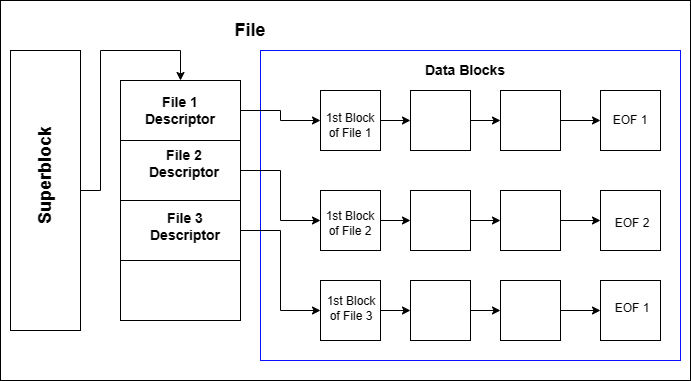 File
Superblock
File 1
Descriptor
File 2
Descriptor
File 3
Descriptor
Data Blocks
1st Block
of File 1
EOF 1
1st Block
of File 2
EOF 2
1st Block
of File 3
EOF 1